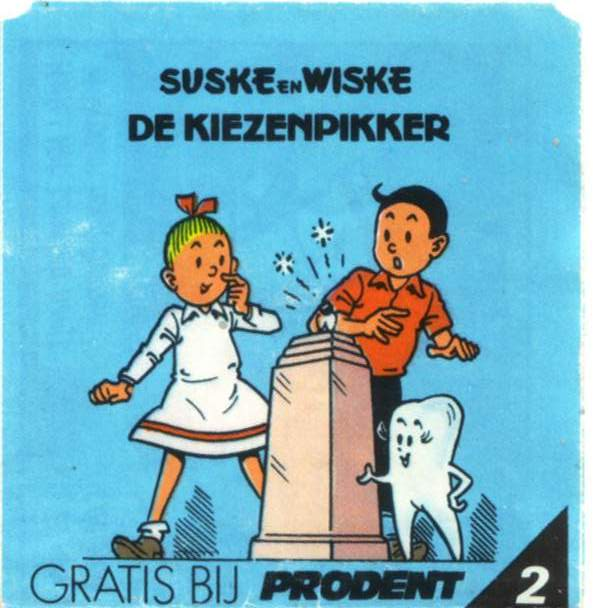 SUSKE EN WISKE
DE KIEZENPIKKER
GRATIS BIJ PRODENT
2